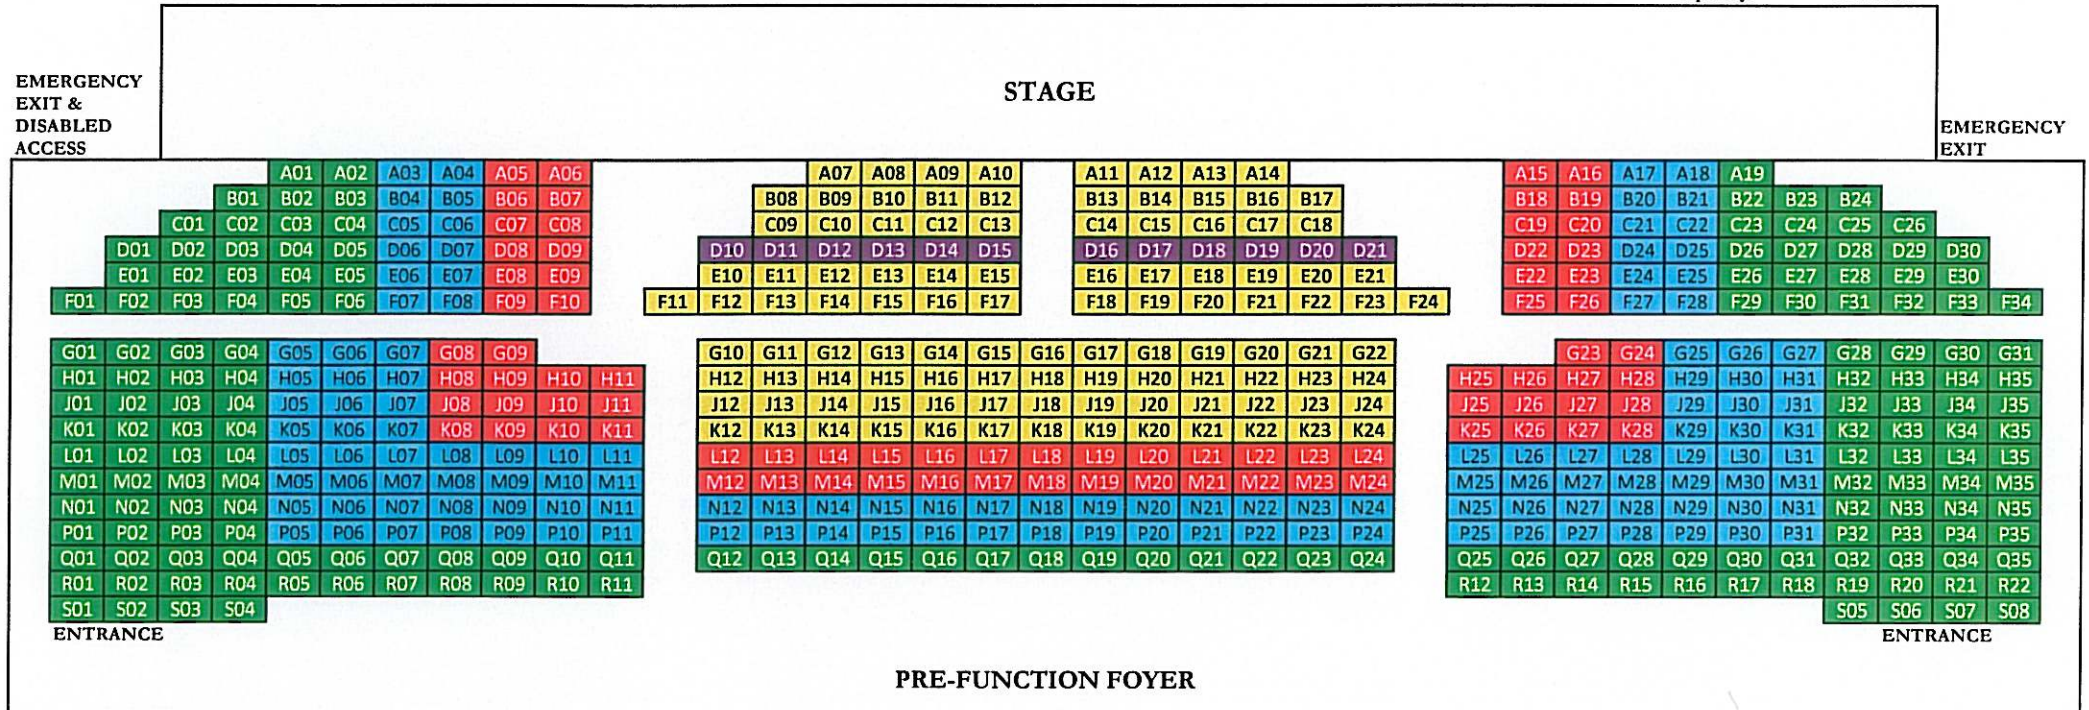 STAGE
EMERGENCY
EXIT &
DISABLED
ACCESS
EMERGENCY
EXIT
A01 A02 A03 A04 A05 A06 A07 A08 A09 A10 A11 A12 A13 A14 A15 A16 A17 A18 A19
B01 B02 B03 B04 B05 B06 B07 B08 B09 B10 B11 B12 B13 B14 B15 B16 B17 B18 B19 B20 B21 B22 B23 B24
C01 C02 C03 C04 C05 C06 C07 C08 C09 C10 C11 C12 C13 C14 C15 C16 C17 C18 C19 C20 C21 C22 C23 C24 C25 C26
D01 D02 D03 D04 D05 D06 D07 D08 D09 D10 D11 D12 D13 D14 D15 D16 D17 D18 D19 D20 D21 D22 D23 D24 D25 D26 D27 D28 D29 D30
E01 E02 E03 E04 E05 E06 E07 E08 E09 E10 E11 E12 E13 E14 E15 E16 E17 E18 E19 E20 E21 E22 E23 E24 E25 E26 E27 E28 E29 E30
F01 F02 F03 F04 F05 F06 F07 F08 F09 F10 F11 F12 F13 F14 F15 F16 F17 F18 F19 F20 F21 F22 F23 F24 F25 F26 F27 F28 F29 F30 F31 F32 F33 F34
G01 G02 G03 G04 G05 G06 G07 G08 G09 G10 G11 G12 G13 G14 G15 G16 G17 G18 G19 G20 G21 G22 G23 G24 G25 G26 G27 G28 G29 G30 G31
H01 H02 H03 H04 H05 H06 H07 H08 H09 H10 H11 H12 H13 H14 H15 H16 H17 H18 H19 H20 H21 H22 H23 H24 H25 H26 H27 H28 H29 H30 H31 H32 H33 H34 H35
J01 J02 J03 J04 J05 J06 J07 J08 J09 J10 J11 J12 J13 J14 J15 J16 J17 J18 J19 J20 J21 J22 J23 J24 J25 J26 J27 J28 J29 J30 J31 J32 J33 J34 J35
K01 K02 K03 K04 K05 K06 K07 K08 K09 K10 K11 K12 K13 K14 K15 K16 K17 K18 K19 K20 K21 K22 K23 K24 K25 K26 K27 K28 K29 K30 K31 K32 K33 K34 K35
L01 L02 L03 L04 L05 L06 L07 L08 L09 L10 L11 L12 L13 L14 L15 L16 L17 L18 L19 L20 L21 L22 L23 L24 L25 L26 L27 L28 L29 L30 L31 L32 L33 L34 L35
M01 M02 M03 M04 M05 M06 M07 M08 M09 M10 M11 M12 M13 M14 M15 M16 M17 M18 M19 M20 M21 M22 M23 M24 M25 M26 M27 M28 M29 M30 M31 M32 M33 M34 M35
N01 N02 N03 N04 N05 N06 N07 N08 N09 N10 N11 N12 N13 N14 N15 N16 N17 N18 N19 N20 N21 N22 N23 N24 N25 N26 N27 N28 N29 N30 N31 N32 N33 N34 N35
P01 P02 P03 P04 P05 P06 P07 P08 P09 P10 P11 P12 P13 P14 P15 P16 P17 P18 P19 P20 P21 P22 P23 P24 P25 P26 P27 P28 P29 P30 P31 P32 P33 P34 P35
Q01 Q02 Q03 Q04 Q05 Q06 Q07 Q08 Q09 Q10 Q11 Q12 Q13 Q14 Q15 Q16 Q17 Q18 Q19 Q20 Q21 Q22 Q23 Q24 Q25 Q26 Q27 Q28 Q29 Q30 Q31 Q32 Q33 Q34 Q35
R01 R02 R03 R04 R05 R06 R07 R08 R09 R10 R11 R12 R13 R14 R15 R16 R17 R18 R19 R20 R21 R22
S01 S02 S03 S04 S05 S06 S07 S08
ENTRANCE ENTRANCE
PRE-FUNCTION FOYER